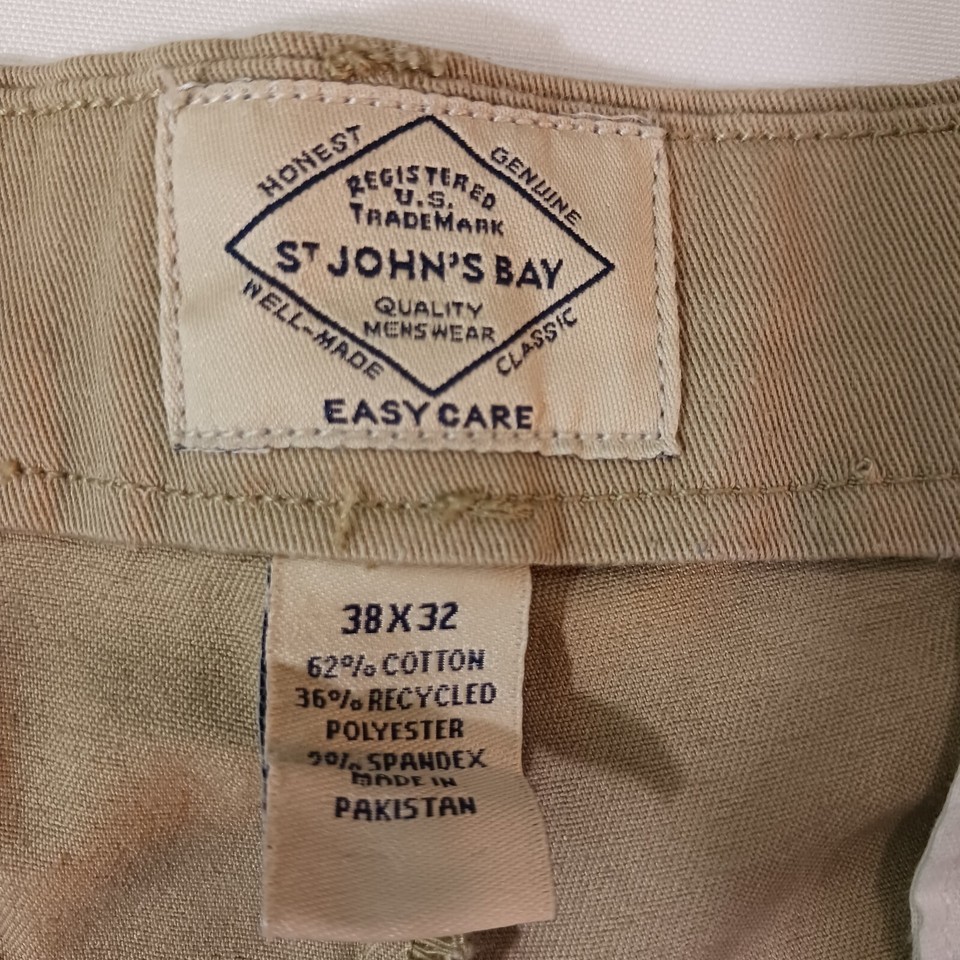 HONEST
GENUINE
REGISTERED
U.S.
TRADEMARK
ST JOHN'S BAY
QUALITY
MENSWEAR
WELL-MADE
CLASSIC
EASY CARE
38X32
62% COTTON
36% RECYCLED
POLYESTER
2% SPANDEX
MADE IN
PAKISTAN